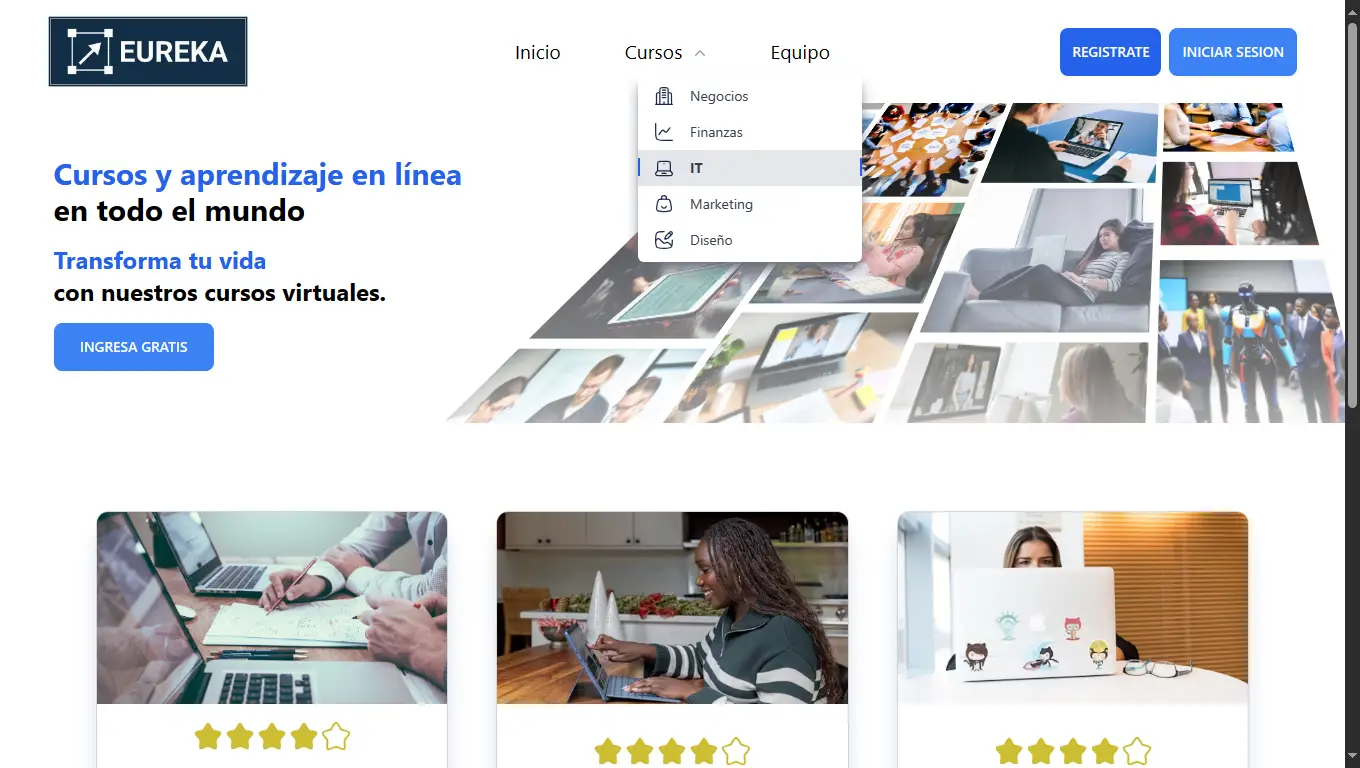 EUREKA
Inicio
Cursos
Equipo
REGISTRATE
INICIAR SESION
Negocios
Finanzas
IT
Marketing
Diseño
Cursos y aprendizaje en línea
en todo el mundo
Transforma tu vida
con nuestros cursos virtuales.
INGRESA GRATIS